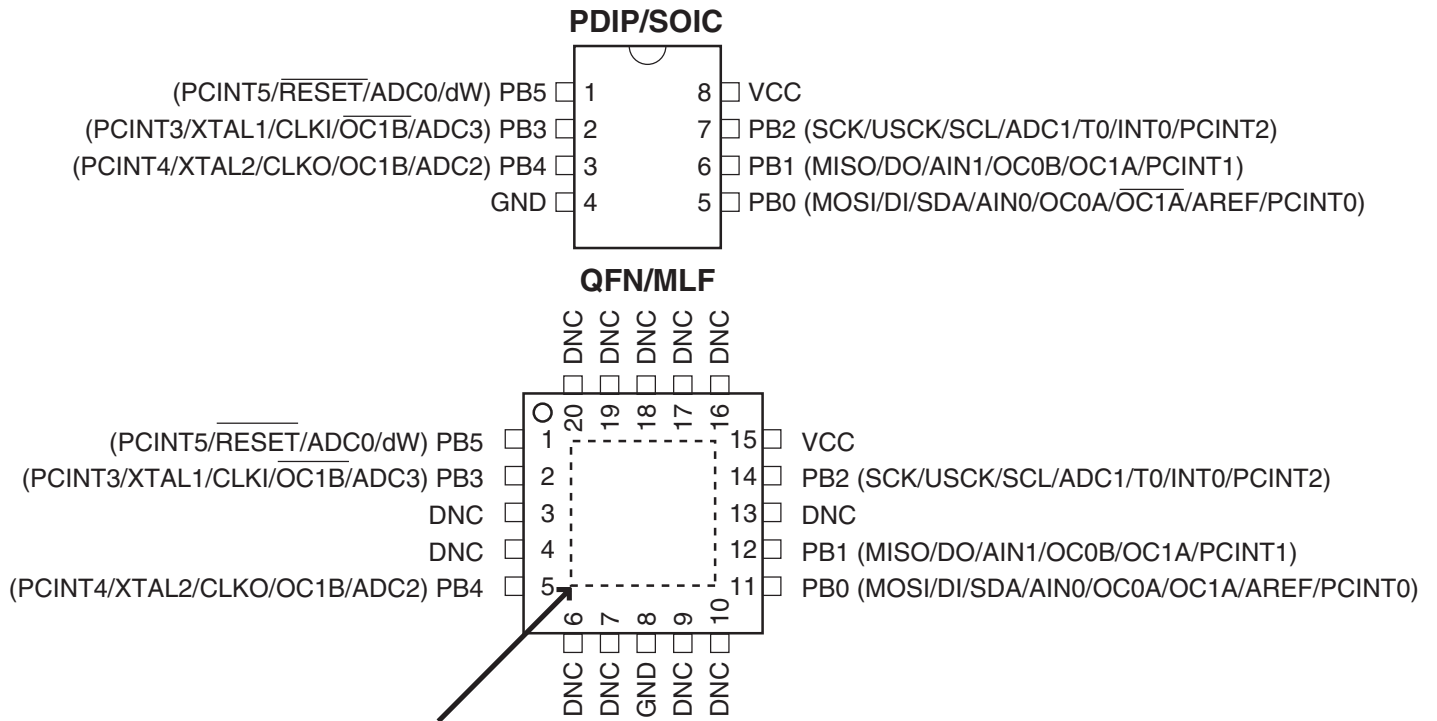 PDIP/SOIC
(PCINT5/R̅E̅S̅E̅T̅/ADC0/dW) PB5 1 8 VCC
(PCINT3/XTAL1/CLKI/O̅C̅1̅B̅/ADC3) PB3 2 7 PB2 (SCK/USCK/SCL/ADC1/T0/INT0/PCINT2)
(PCINT4/XTAL2/CLKO/OC1B/ADC2) PB4 3 6 PB1 (MISO/DO/AIN1/OC0B/OC1A/PCINT1)
GND 4 5 PB0 (MOSI/DI/SDA/AIN0/OC0A/O̅C̅1̅A̅/AREF/PCINT0)
QFN/MLF
DNC DNC DNC DNC DNC
20 19 18 17 16
(PCINT5/R̅E̅S̅E̅T̅/ADC0/dW) PB5 1 15 VCC
(PCINT3/XTAL1/CLKI/O̅C̅1̅B̅/ADC3) PB3 2 14 PB2 (SCK/USCK/SCL/ADC1/T0/INT0/PCINT2)
DNC 3 13 DNC
DNC 4 12 PB1 (MISO/DO/AIN1/OC0B/OC1A/PCINT1)
(PCINT4/XTAL2/CLKO/OC1B/ADC2) PB4 5 11 PB0 (MOSI/DI/SDA/AIN0/OC0A/OC1A/AREF/PCINT0)
6 7 8 9 10
DNC DNC GND DNC DNC